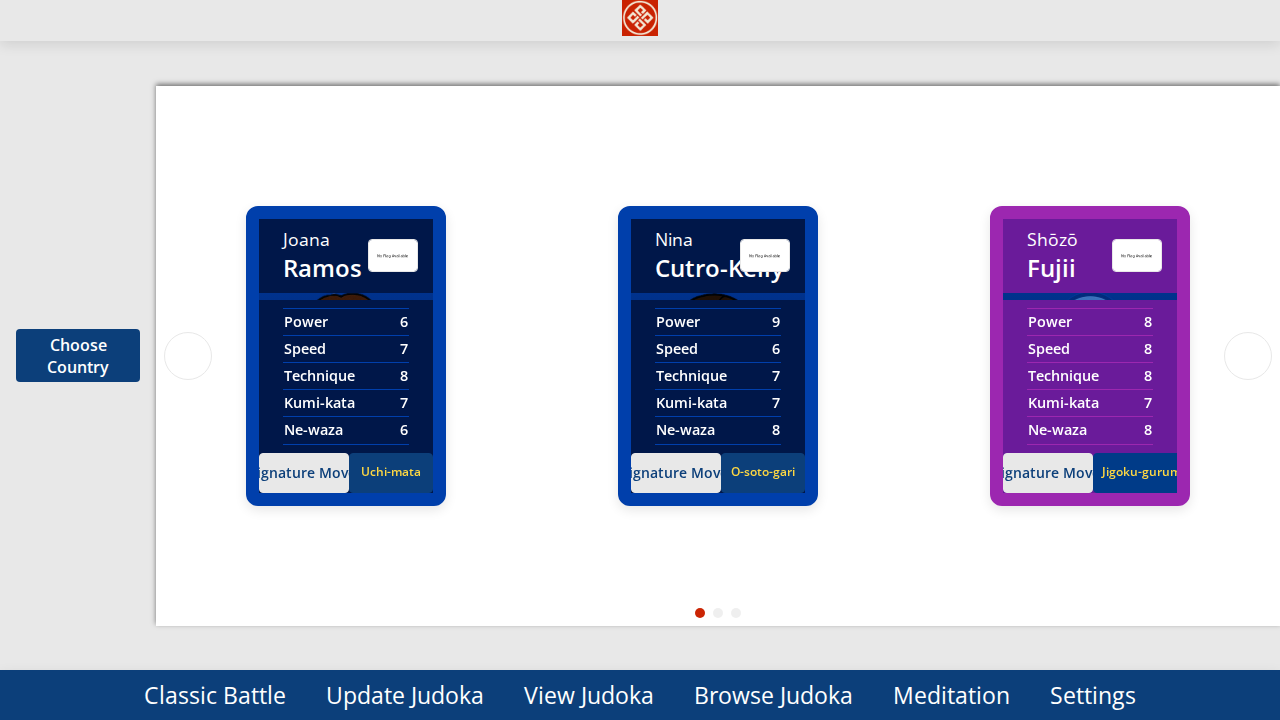 Choose
Country
Joana
Ramos
No Flag Available
Power 6
Speed 7
Technique 8
Kumi-kata 7
Ne-waza 6
ignature Mov
Uchi-mata
Nina
Cutro-Kelly
No Flag Available
Power 9
Speed 6
Technique 7
Kumi-kata 7
Ne-waza 8
ignature Mov
O-soto-gari
Shōzō
Fujii
No Flag Available
Power 8
Speed 8
Technique 8
Kumi-kata 7
Ne-waza 8
ignature Mov
Jigoku-gurum
Classic Battle Update Judoka View Judoka Browse Judoka Meditation Settings